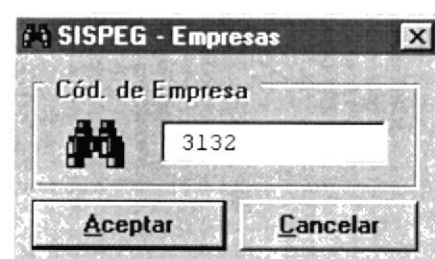 SISPEG - Empresas
Cód. de Empresa
3132
Aceptar
Cancelar